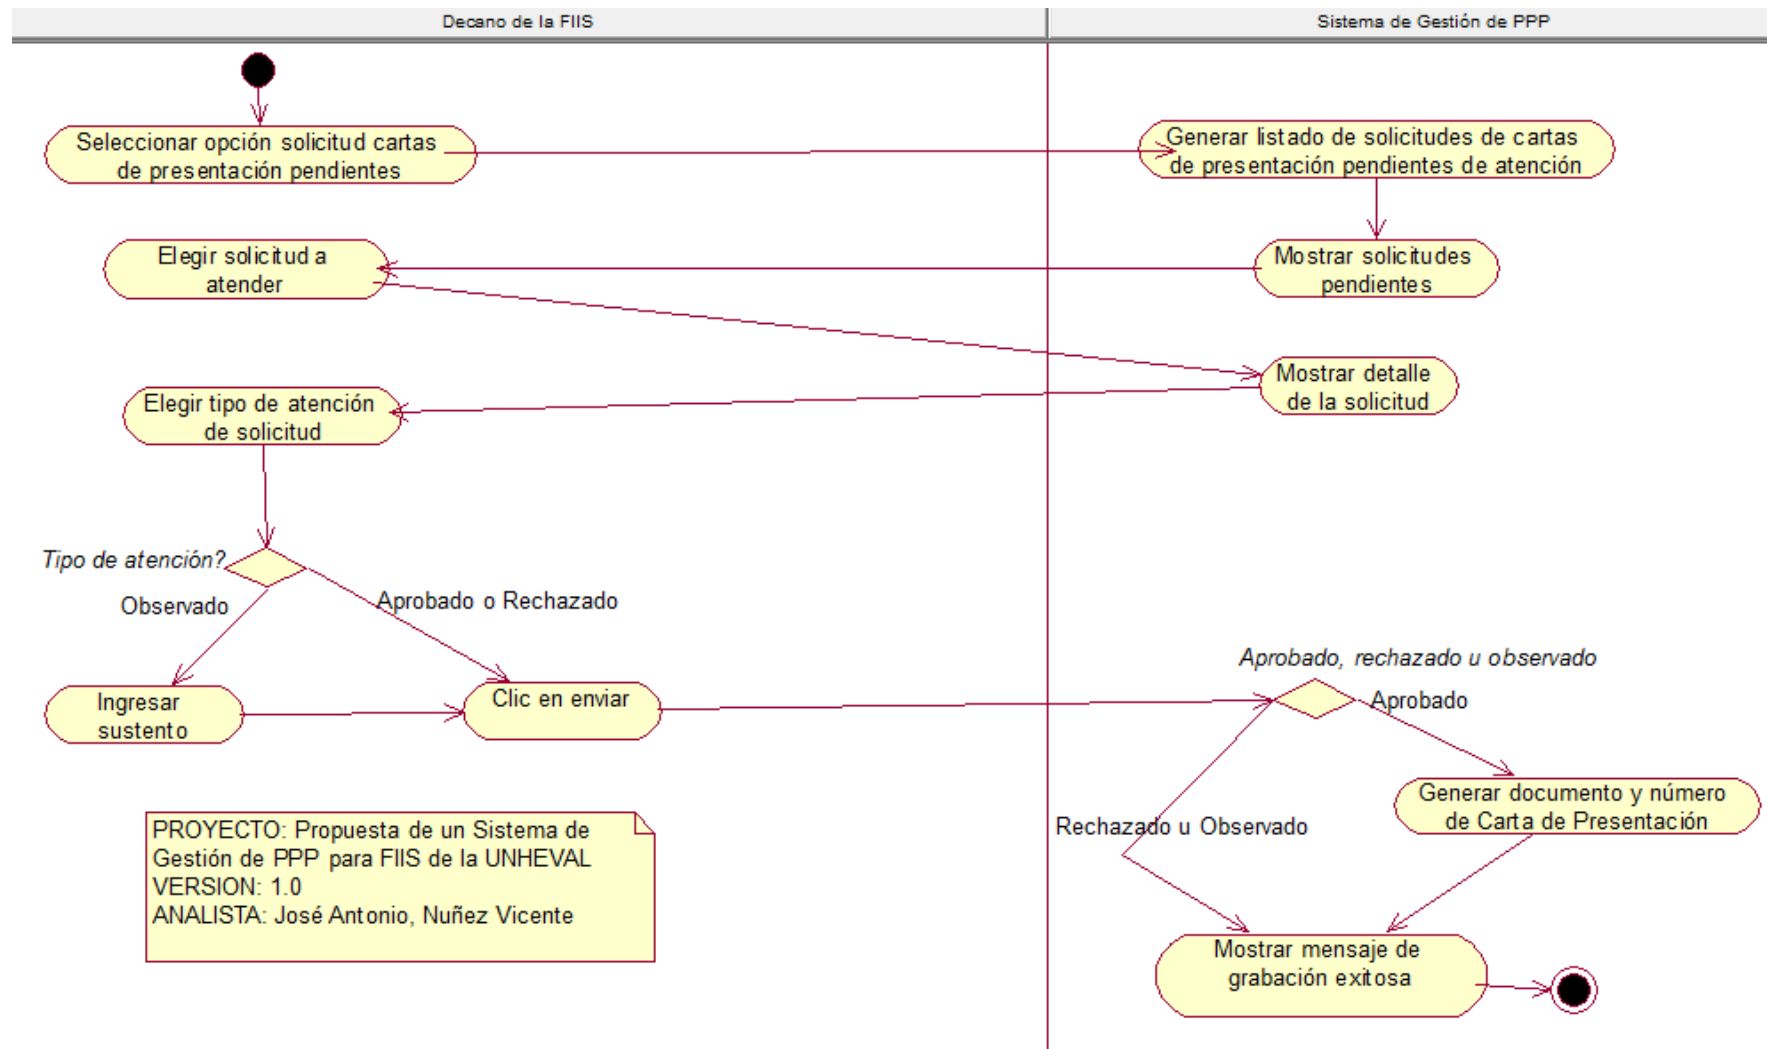 Decano de la FIIS
Sistema de Gestión de PPP
Seleccionar opción solicitud cartas
de presentación pendientes
Generar listado de solicitudes de cartas
de presentación pendientes de atención
Elegir solicitud a
atender
Mostrar solicitudes
pendientes
Mostrar detalle
de la solicitud
Elegir tipo de atención
de solicitud
Tipo de atención?
Observado
Aprobado o Rechazado
Ingresar
sustento
Clic en enviar
Aprobado, rechazado u observado
Aprobado
Rechazado u Observado
Generar documento y número
de Carta de Presentación
PROYECTO: Propuesta de un Sistema de
Gestión de PPP para FIIS de la UNHEVAL
VERSION: 1.0
ANALISTA: José Antonio, Nuñez Vicente
Mostrar mensaje de
grabación exitosa